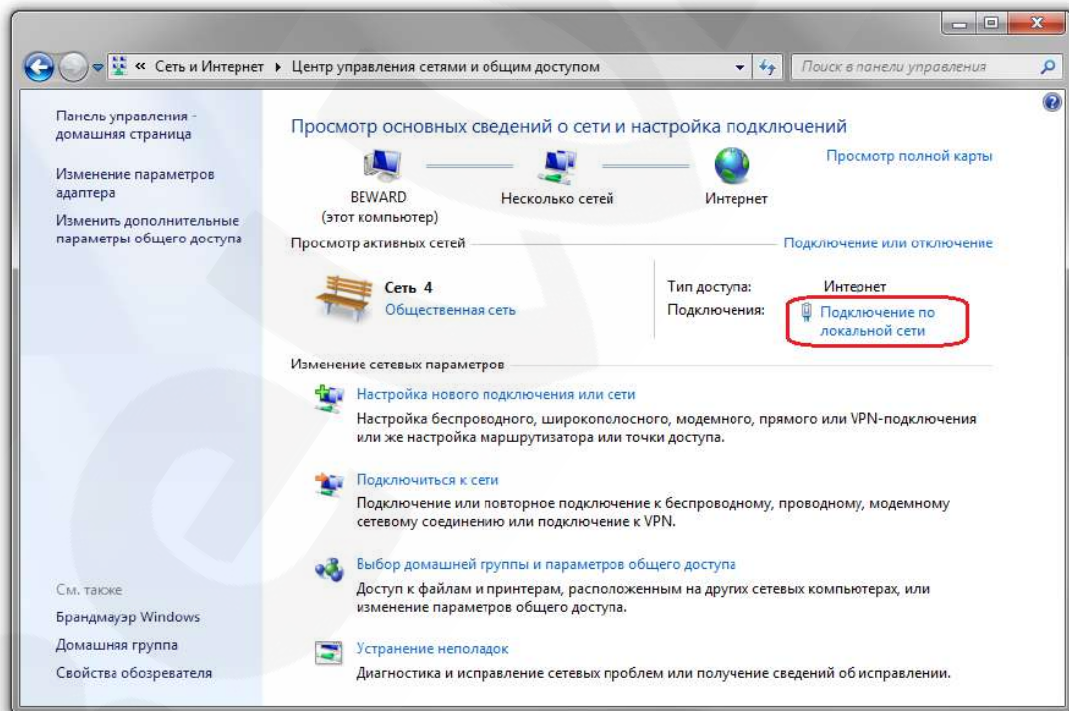 « Сеть и Интернет ▸ Центр управления сетями и общим доступом
Поиск в панели управления
Панель управления -
домашняя страница
Изменение параметров
адаптера
Изменить дополнительные
параметры общего доступа
См. также
Брандмауэр Windows
Домашняя группа
Свойства обозревателя
Просмотр основных сведений о сети и настройка подключений
Просмотр полной карты
BEWARD
(этот компьютер)
Несколько сетей
Интернет
Просмотр активных сетей
Подключение или отключение
Сеть 4
Общественная сеть
Тип доступа: Интернет
Подключения: Подключение по
локальной сети
Изменение сетевых параметров
Настройка нового подключения или сети
Настройка беспроводного, широкополосного, модемного, прямого или VPN-подключения
или же настройка маршрутизатора или точки доступа.
Подключиться к сети
Подключение или повторное подключение к беспроводному, проводному, модемному
сетевому соединению или подключение к VPN.
Выбор домашней группы и параметров общего доступа
Доступ к файлам и принтерам, расположенным на других сетевых компьютерах, или
изменение параметров общего доступа.
Устранение неполадок
Диагностика и исправление сетевых проблем или получение сведений об исправлении.